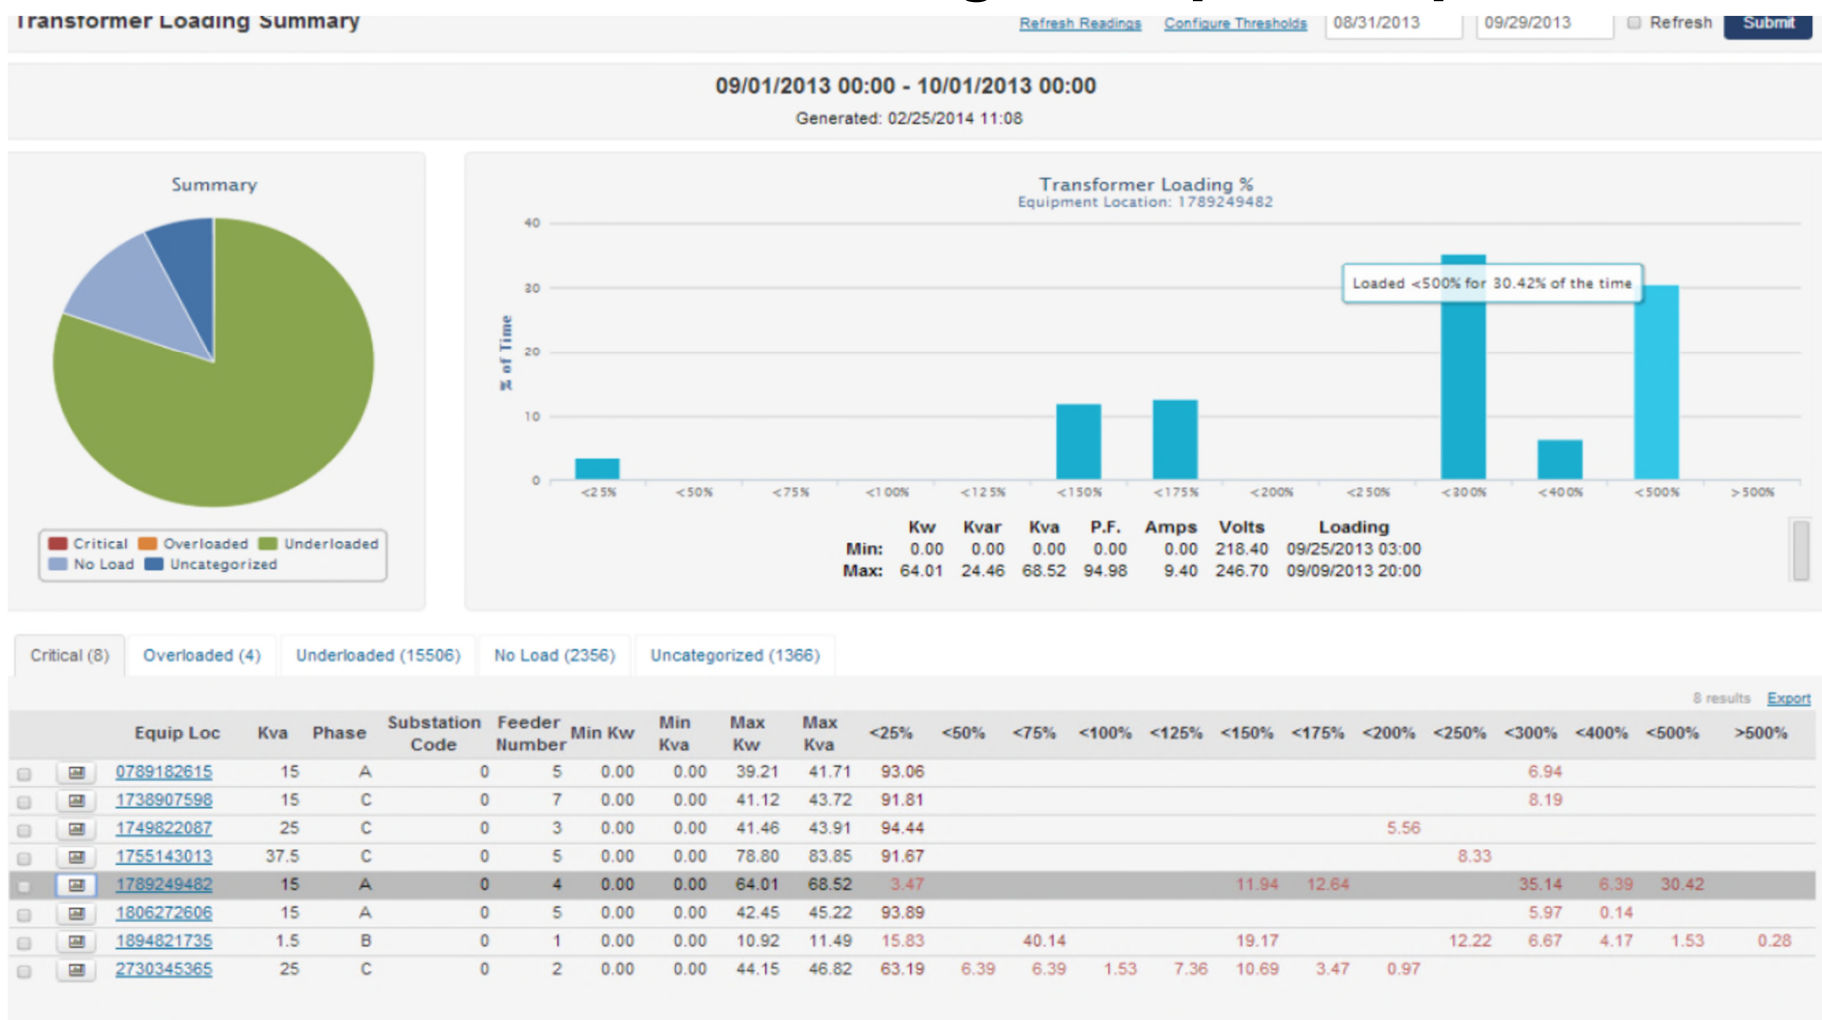 Transformer Loading Summary
Refresh Readings Configure Thresholds 08/31/2013 09/29/2013 Refresh Submit
09/01/2013 00:00 - 10/01/2013 00:00
Generated: 02/25/2014 11:08
Summary
Critical Overloaded Underloaded
No Load Uncategorized
Transformer Loading %
Equipment Location: 1789249482
% of Time
40
30
20
10
0
Loaded <500% for 30.42% of the time
<25% <50% <75% <100% <125% <150% <175% <200% <250% <300% <400% <500% >500%
Kw Kvar Kva P.F. Amps Volts Loading
Min: 0.00 0.00 0.00 0.00 0.00 218.40 09/25/2013 03:00
Max: 64.01 24.46 68.52 94.98 9.40 246.70 09/09/2013 20:00
Critical (8) Overloaded (4) Underloaded (15506) No Load (2356) Uncategorized (1366)
8 results Export
Equip Loc Kva Phase Substation Code Feeder Number Min Kw Min Kva Max Kw Max Kva <25% <50% <75% <100% <125% <150% <175% <200% <250% <300% <400% <500% >500%
0789182615 15 A 0 5 0.00 0.00 39.21 41.71 93.06 6.94
1738907598 15 C 0 7 0.00 0.00 41.12 43.72 91.81 8.19
1749822087 25 C 0 3 0.00 0.00 41.46 43.91 94.44 5.56
1755143013 37.5 C 0 5 0.00 0.00 78.80 83.85 91.67 8.33
1789249482 15 A 0 4 0.00 0.00 64.01 68.52 3.47 11.94 12.64 35.14 6.39 30.42
1806272606 15 A 0 5 0.00 0.00 42.45 45.22 93.89 5.97 0.14
1894821735 1.5 B 0 1 0.00 0.00 10.92 11.49 15.83 40.14 19.17 12.22 6.67 4.17 1.53 0.28
2730345365 25 C 0 2 0.00 0.00 44.15 46.82 63.19 6.39 6.39 1.53 7.36 10.69 3.47 0.97